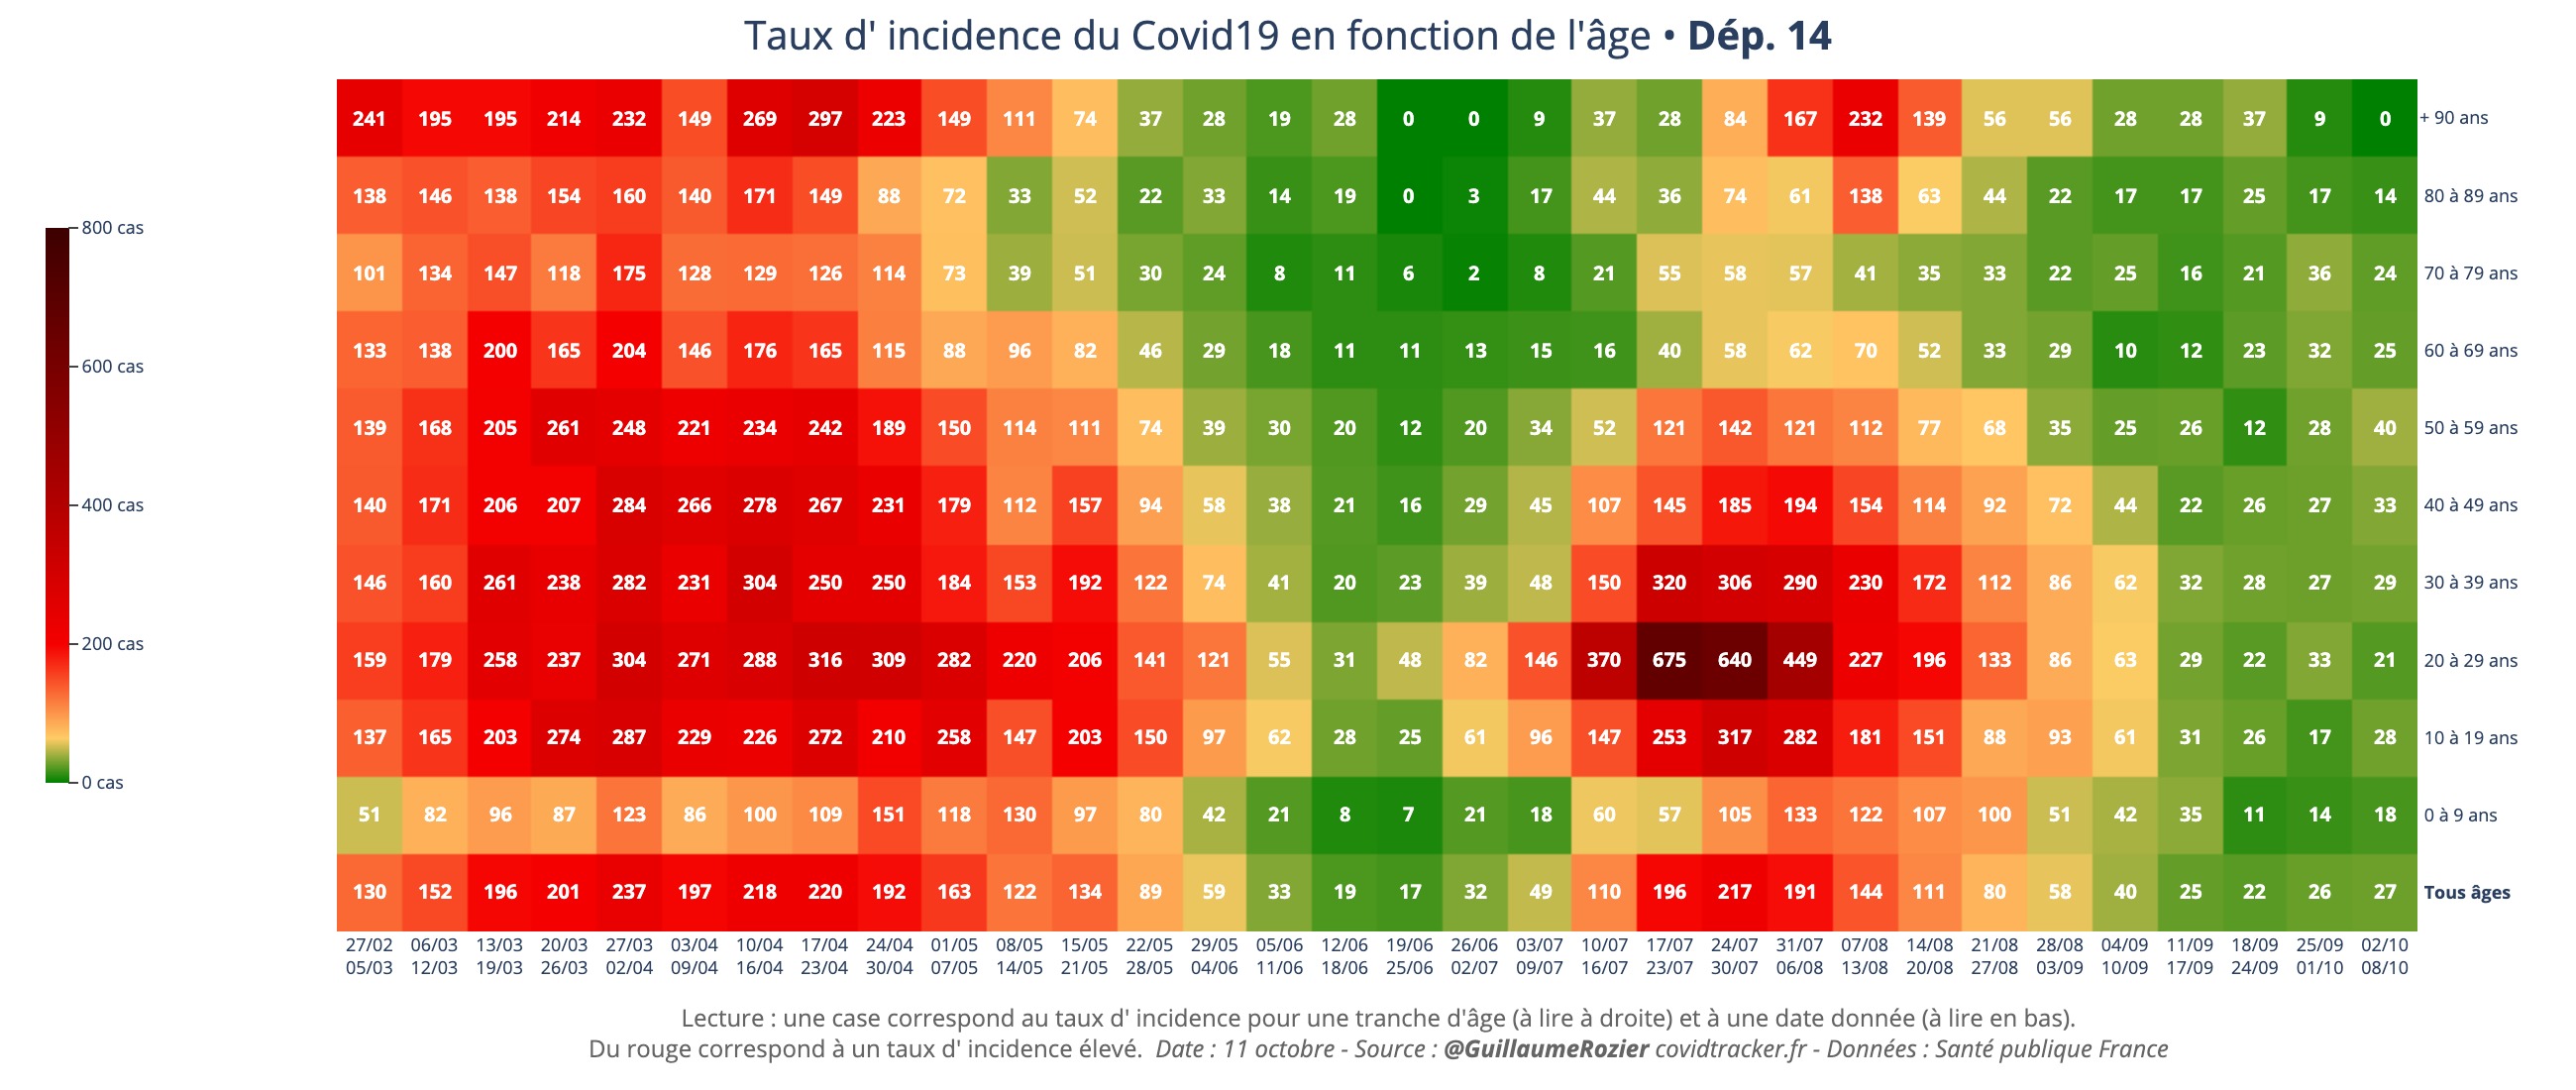 Taux d' incidence du Covid19 en fonction de l'âge • Dép. 14
800 cas
600 cas
400 cas
200 cas
0 cas
241 195 195 214 232 149 269 297 223 149 111 74 37 28 19 28 0 0 9 37 28 84 167 232 139 56 56 28 28 37 9 0 + 90 ans
138 146 138 154 160 140 171 149 88 72 33 52 22 33 14 19 0 3 17 44 36 74 61 138 63 44 22 17 17 25 17 14 80 à 89 ans
101 134 147 118 175 128 129 126 114 73 39 51 30 24 8 11 6 2 8 21 55 58 57 41 35 33 22 25 16 21 36 24 70 à 79 ans
133 138 200 165 204 146 176 165 115 88 96 82 46 29 18 11 11 13 15 16 40 58 62 70 52 33 29 10 12 23 32 25 60 à 69 ans
139 168 205 261 248 221 234 242 189 150 114 111 74 39 30 20 12 20 34 52 121 142 121 112 77 68 35 25 26 12 28 40 50 à 59 ans
140 171 206 207 284 266 278 267 231 179 112 157 94 58 38 21 16 29 45 107 145 185 194 154 114 92 72 44 22 26 27 33 40 à 49 ans
146 160 261 238 282 231 304 250 250 184 153 192 122 74 41 20 23 39 48 150 320 306 290 230 172 112 86 62 32 28 27 29 30 à 39 ans
159 179 258 237 304 271 288 316 309 282 220 206 141 121 55 31 48 82 146 370 675 640 449 227 196 133 86 63 29 22 33 21 20 à 29 ans
137 165 203 274 287 229 226 272 210 258 147 203 150 97 62 28 25 61 96 147 253 317 282 181 151 88 93 61 31 26 17 28 10 à 19 ans
51 82 96 87 123 86 100 109 151 118 130 97 80 42 21 8 7 21 18 60 57 105 133 122 107 100 51 42 35 11 14 18 0 à 9 ans
130 152 196 201 237 197 218 220 192 163 122 134 89 59 33 19 17 32 49 110 196 217 191 144 111 80 58 40 25 22 26 27 Tous âges
27/02 06/03 13/03 20/03 27/03 03/04 10/04 17/04 24/04 01/05 08/05 15/05 22/05 29/05 05/06 12/06 19/06 26/06 03/07 10/07 17/07 24/07 31/07 07/08 14/08 21/08 28/08 04/09 11/09 18/09 25/09 02/10
05/03 12/03 19/03 26/03 02/04 09/04 16/04 23/04 30/04 07/05 14/05 21/05 28/05 04/06 11/06 18/06 25/06 02/07 09/07 16/07 23/07 30/07 06/08 13/08 20/08 27/08 03/09 10/09 17/09 24/09 01/10 08/10
Lecture : une case correspond au taux d' incidence pour une tranche d'âge (à lire à droite) et à une date donnée (à lire en bas).
Du rouge correspond à un taux d' incidence élevé. Date : 11 octobre - Source : @GuillaumeRozier covidtracker.fr - Données : Santé publique France